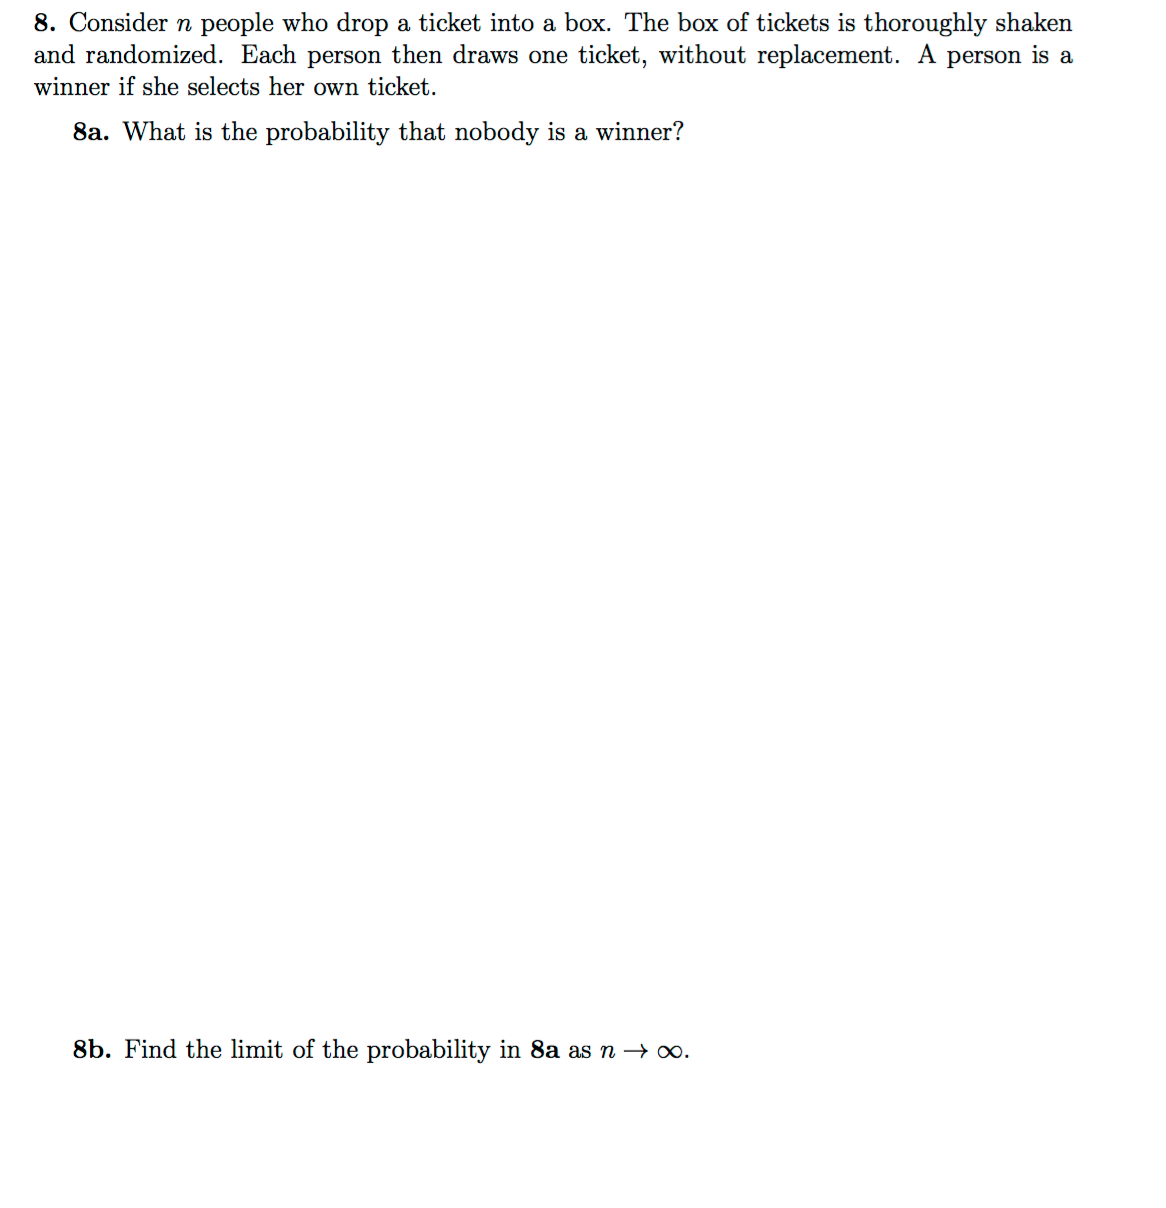 8. Consider n people who drop a ticket into a box. The box of tickets is thoroughly shaken
and randomized. Each person then draws one ticket, without replacement. A person is a
winner if she selects her own ticket.
8a. What is the probability that nobody is a winner?
8b. Find the limit of the probability in 8a as n → ∞.